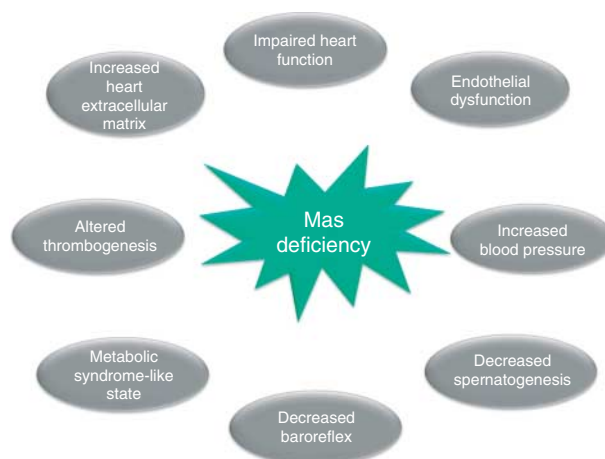 Impaired heart
function
Increased
heart
extracellular
matrix
Endothelial
dysfunction
Mas
deficiency
Altered
thrombogenesis
Increased
blood pressure
Metabolic
syndrome-like
state
Decreased
spernatogenesis
Decreased
baroreflex